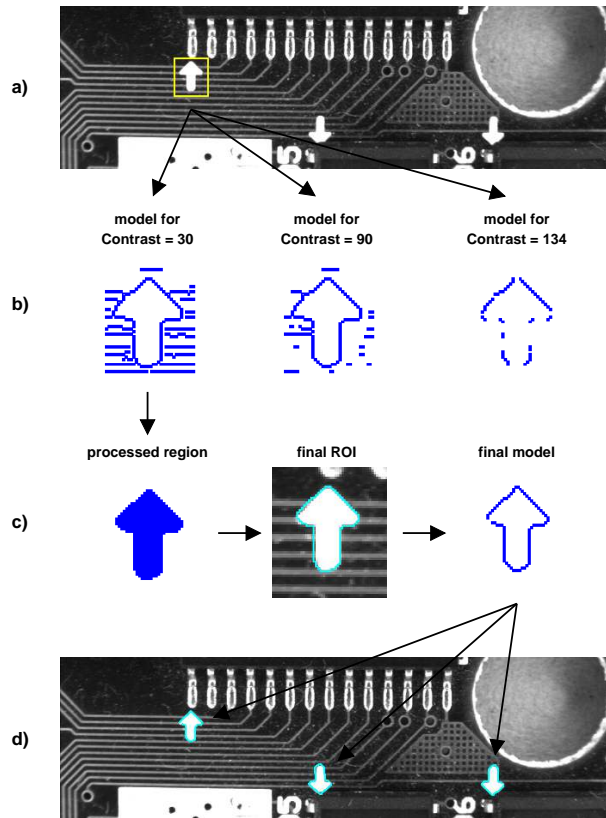 a)
model for
Contrast = 30
model for
Contrast = 90
model for
Contrast = 134
b)
processed region
final ROI
final model
c)
d)